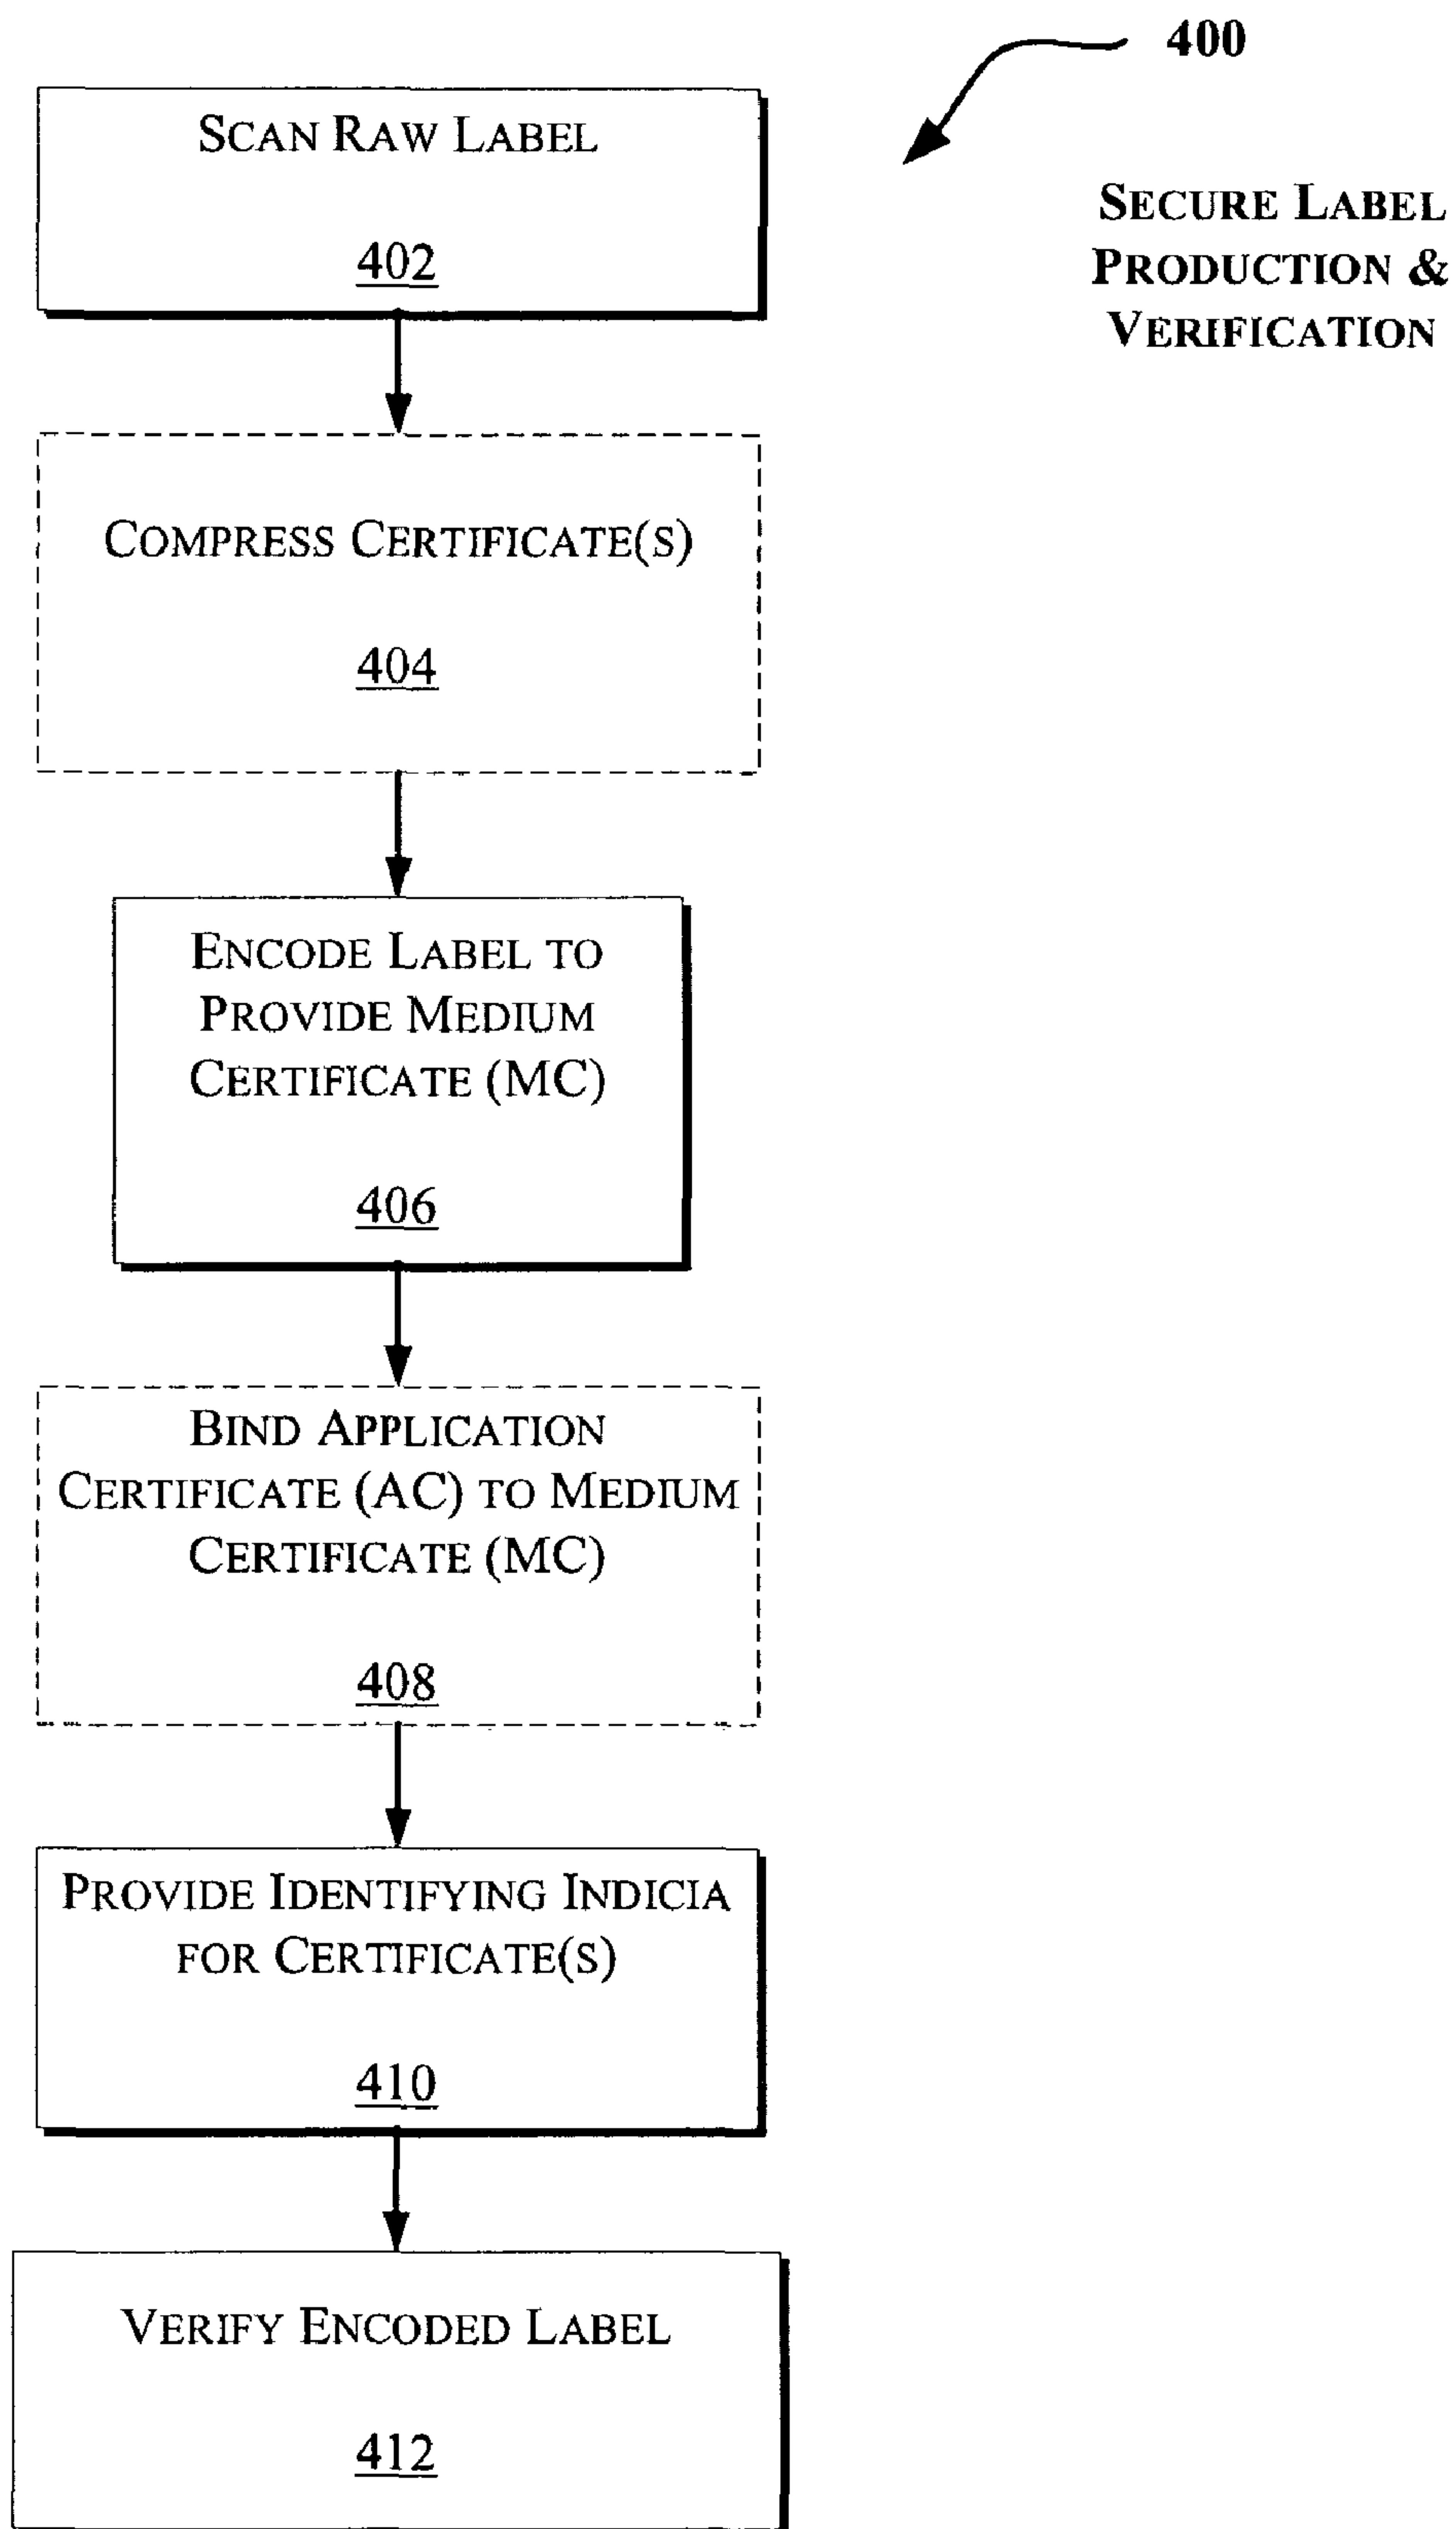 400
SECURE LABEL
PRODUCTION &
VERIFICATION
SCAN RAW LABEL
402
COMPRESS CERTIFICATE(S)
404
ENCODE LABEL TO
PROVIDE MEDIUM
CERTIFICATE (MC)
406
BIND APPLICATION
CERTIFICATE (AC) TO MEDIUM
CERTIFICATE (MC)
408
PROVIDE IDENTIFYING INDICIA
FOR CERTIFICATE(S)
410
VERIFY ENCODED LABEL
412